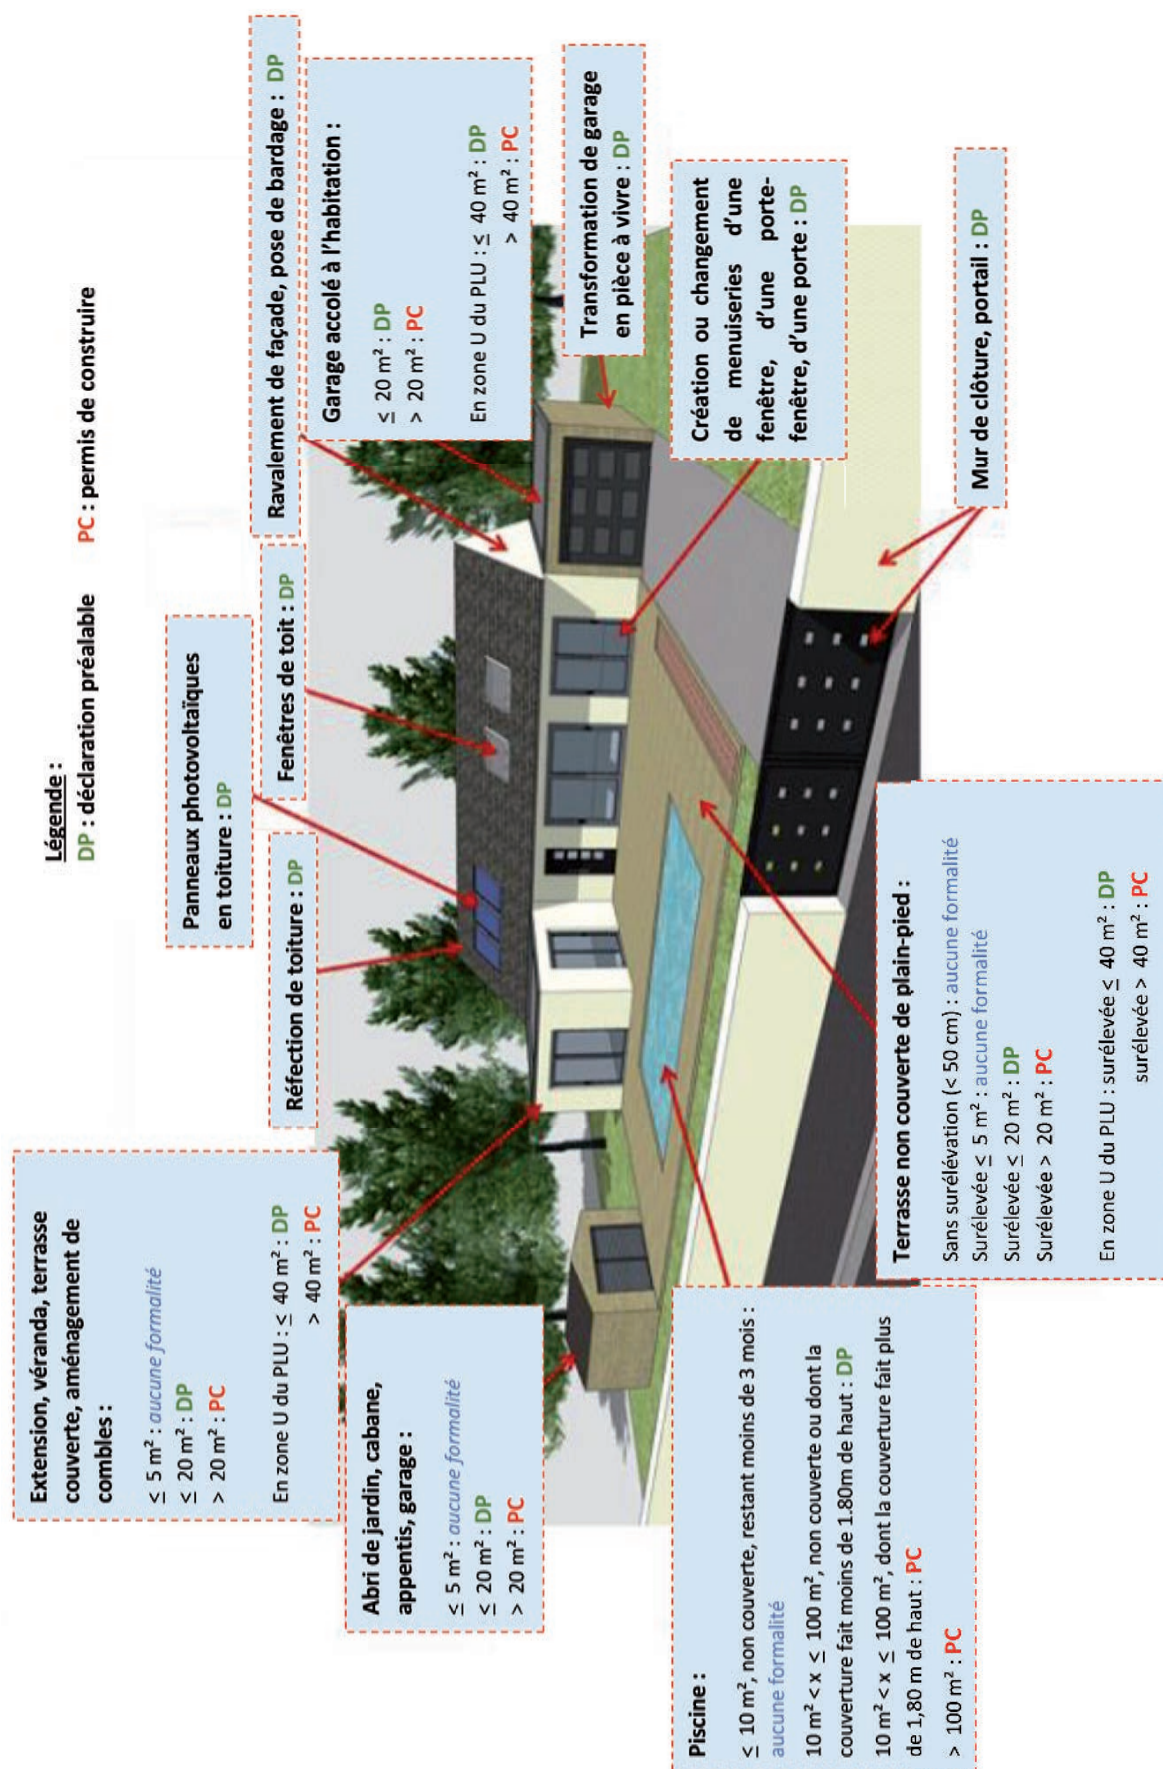 Légende :
DP : déclaration préalable PC : permis de construire
Extension, véranda, terrasse
couverte, aménagement de
combles :
≤ 5 m² : aucune formalité
≤ 20 m² : DP
> 20 m² : PC
En zone U du PLU : ≤ 40 m² : DP
> 40 m² : PC
Réfection de toiture : DP
Panneaux photovoltaïques
en toiture : DP
Fenêtres de toit : DP
Ravalement de façade, pose de bardage : DP
Garage accolé à l'habitation :
≤ 20 m² : DP
> 20 m² : PC
En zone U du PLU : ≤ 40 m² : DP
> 40 m² : PC
Abri de jardin, cabane,
appentis, garage :
≤ 5 m² : aucune formalité
≤ 20 m² : DP
> 20 m² : PC
Transformation de garage
en pièce à vivre : DP
Création ou changement
de menuiseries d'une
fenêtre, d'une porte-
fenêtre, d'une porte : DP
Mur de clôture, portail : DP
Piscine :
≤ 10 m², non couverte, restant moins de 3 mois :
aucune formalité
10 m² < x ≤ 100 m², non couverte ou dont la
couverture fait moins de 1.80m de haut : DP
10 m² < x ≤ 100 m², dont la couverture fait plus
de 1,80 m de haut : PC
> 100 m² : PC
Terrasse non couverte de plain-pied :
Sans surélévation (< 50 cm) : aucune formalité
Surélevée ≤ 5 m² : aucune formalité
Surélevée ≤ 20 m² : DP
Surélevée > 20 m² : PC
En zone U du PLU : surélevée ≤ 40 m² : DP
surélevée > 40 m² : PC